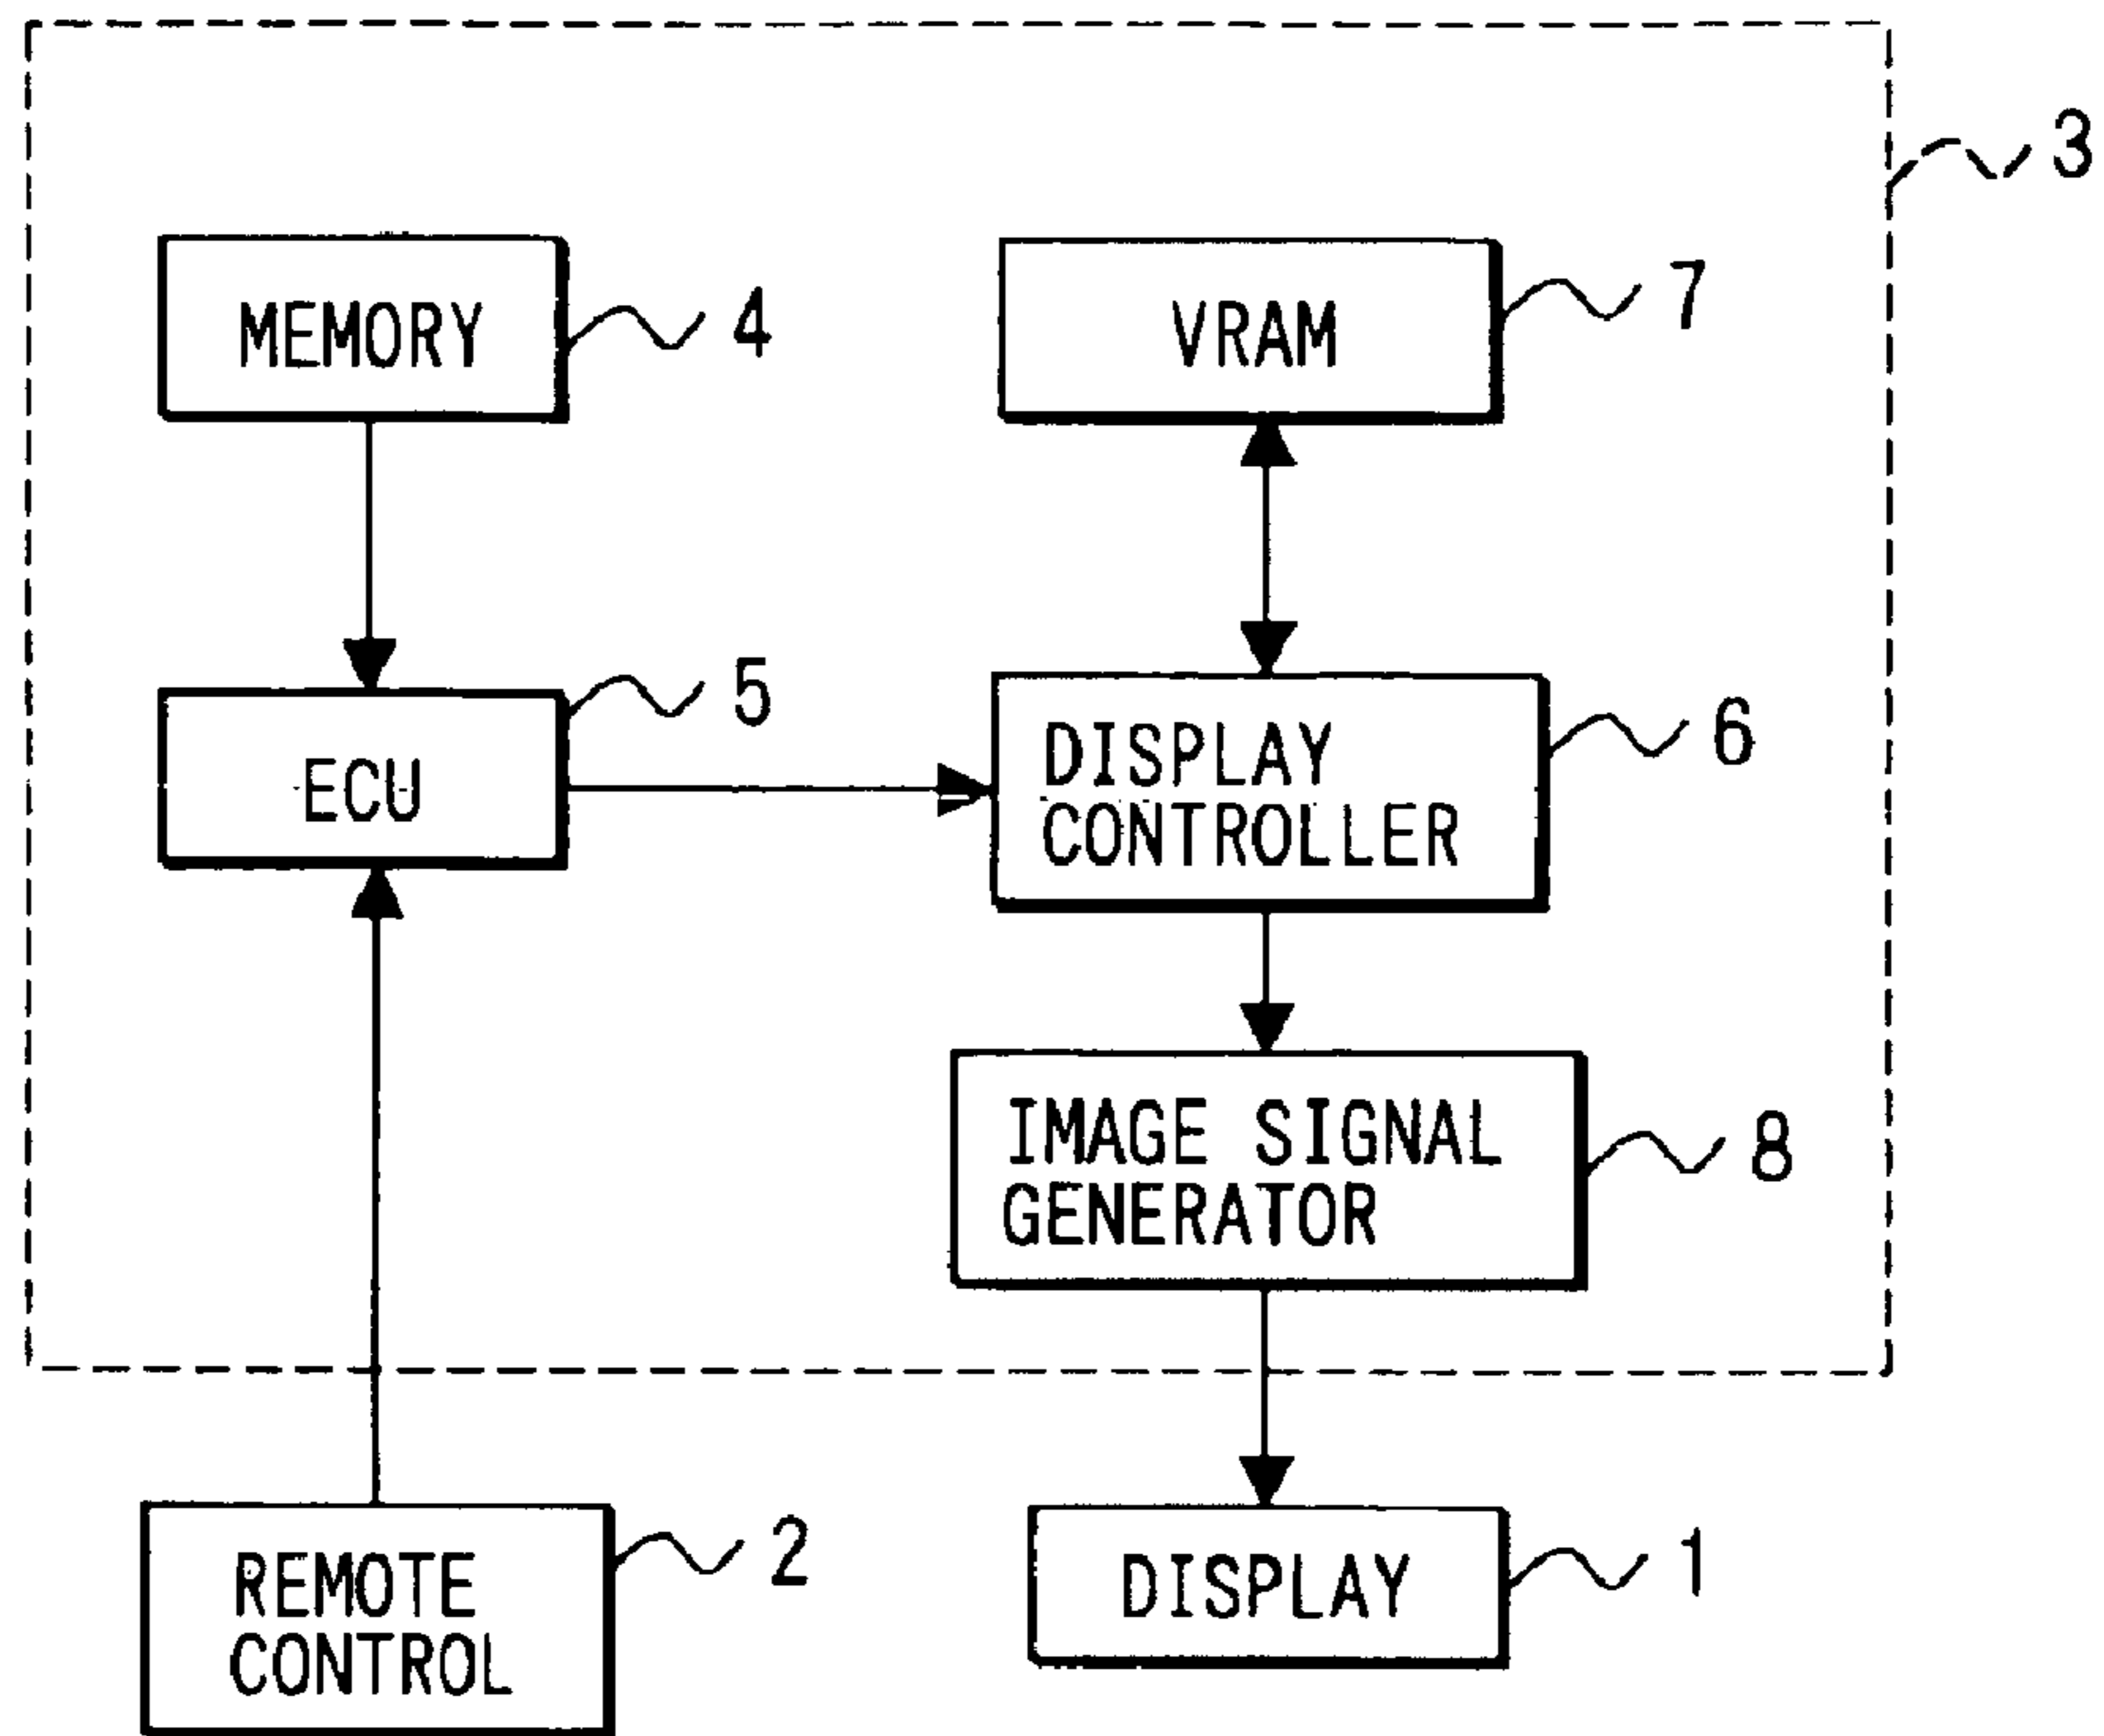 3
MEMORY
4
VRAM
7
ECU
5
DISPLAY
CONTROLLER
6
IMAGE SIGNAL
GENERATOR
8
REMOTE
CONTROL
2
DISPLAY
1